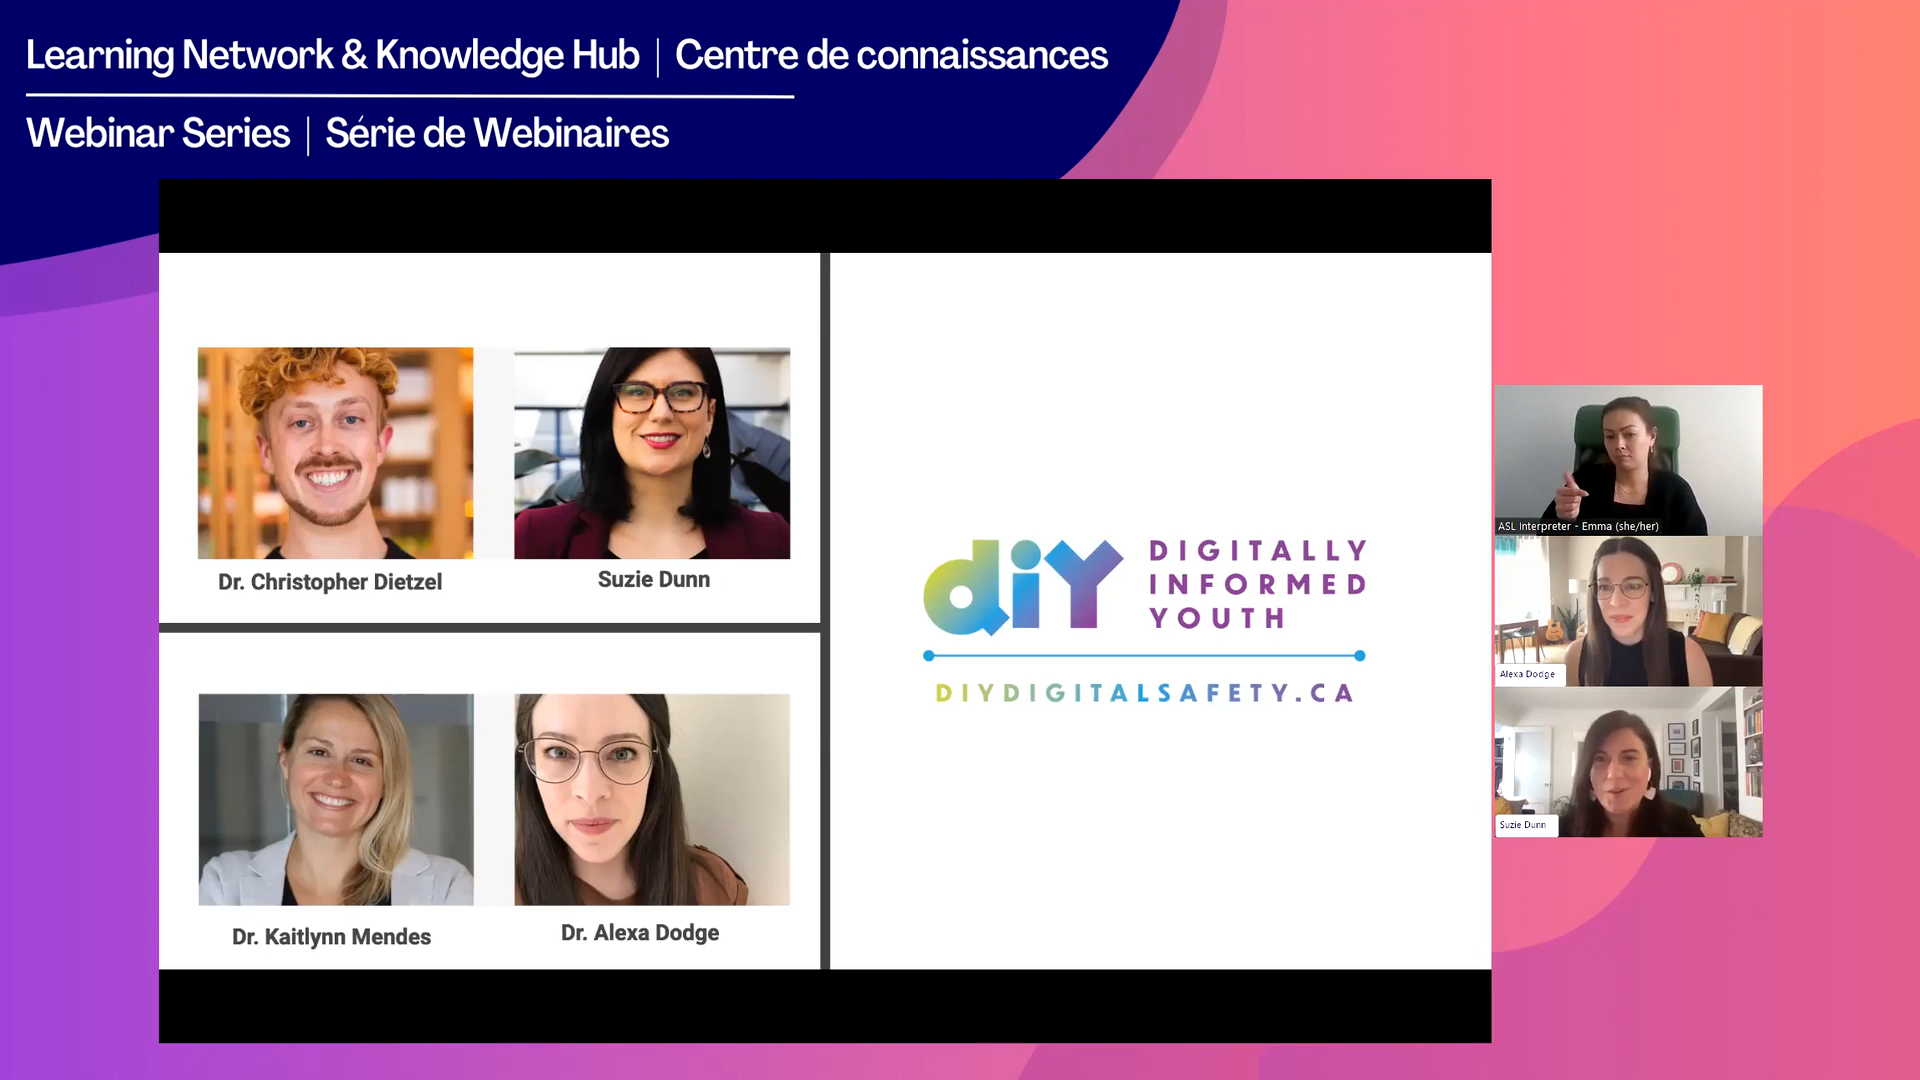 Learning Network & Knowledge Hub | Centre de connaissances
Webinar Series | Série de Webinaires
Dr. Christopher Dietzel
Suzie Dunn
Dr. Kaitlynn Mendes
Dr. Alexa Dodge
diY
DIGITALLY
INFORMED
YOUTH
DIYDIGITALSAFETY.CA
ASL Interpreter - Emma (she/her)
Alexa Dodge
Suzie Dunn